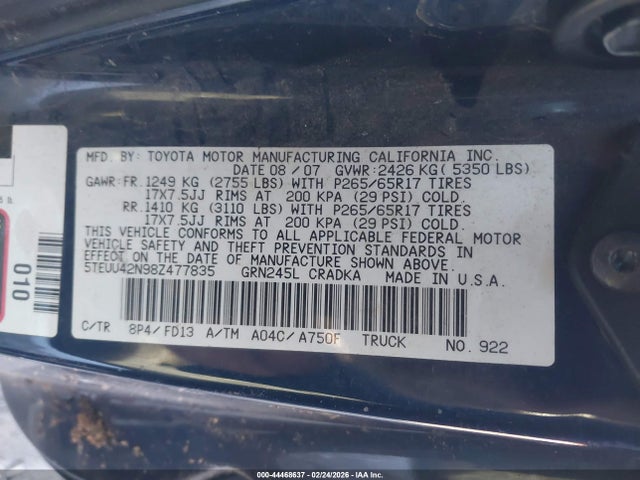 MFD. BY: TOYOTA MOTOR MANUFACTURING CALIFORNIA INC.
DATE 08/07 GVWR: 2426 KG( 5350 LBS)
GAWR: FR. 1249 KG (2755 LBS) WITH P265/65R17 TIRES
17X7.5JJ RIMS AT 200 KPA (29 PSI) COLD.
RR. 1410 KG (3110 LBS) WITH P265/65R17 TIRES
17X7.5JJ RIMS AT 200 KPA (29 PSI) COLD.
THIS VEHICLE CONFORMS TO ALL APPLICABLE FEDERAL MOTOR
VEHICLE SAFETY AND THEFT PREVENTION STANDARDS IN
EFFECT ON THE DATE OF MANUFACTURE SHOWN ABOVE.
5TEUU42N98Z477835 GRN245L CRADKA MADE IN U.S.A.
C/TR 8P4/FD13 A/TM A04C/A750F TRUCK NO. 922
010
000-44468637 - 02/24/2026 - IAA, LLC.